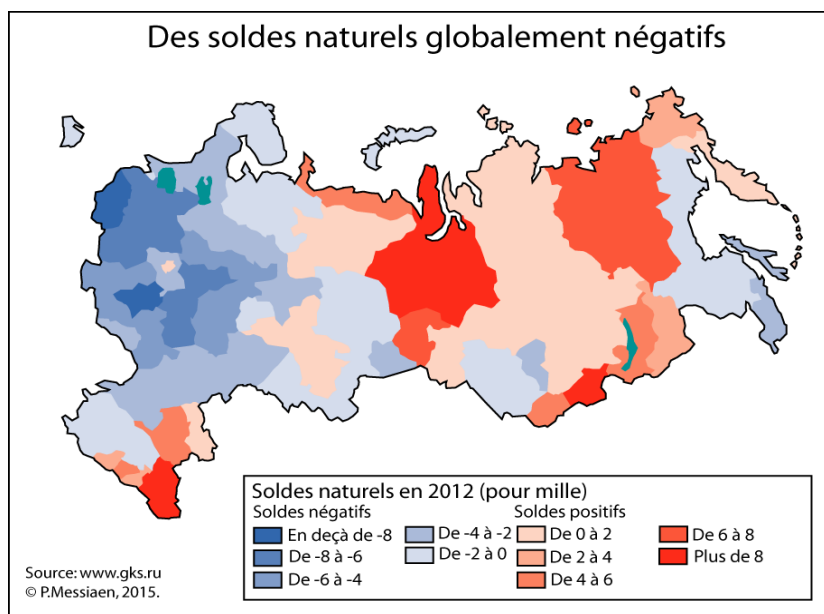 Des soldes naturels globalement négatifs
Soldes naturels en 2012 (pour mille)
Soldes négatifs
En deçà de -8
De -8 à -6
De -6 à -4
De -4 à -2
De -2 à 0
Soldes positifs
De 0 à 2
De 2 à 4
De 4 à 6
De 6 à 8
Plus de 8
Source: www.gks.ru
© P.Messiaen, 2015.